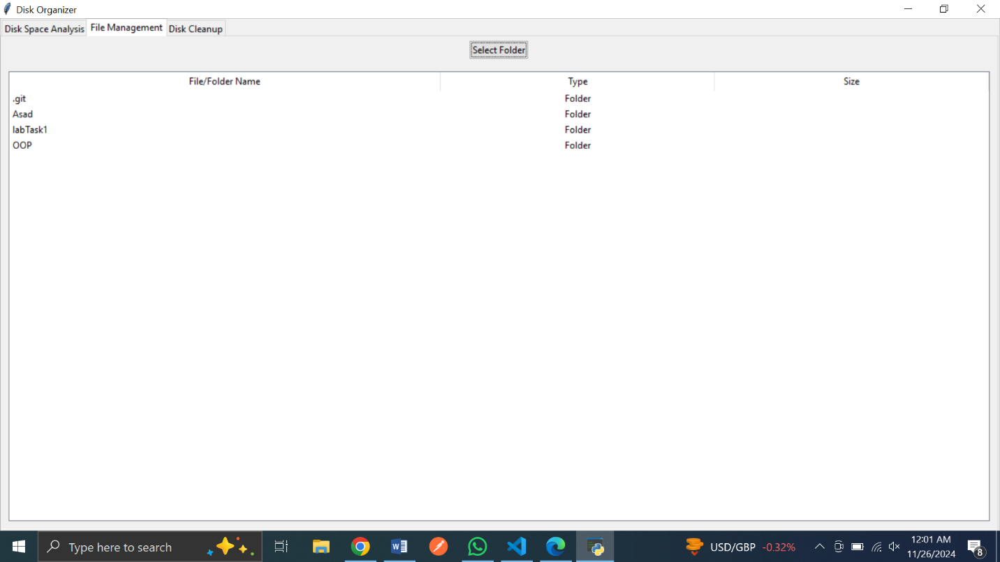 Disk Organizer
Disk Space Analysis File Management Disk Cleanup
Select Folder
File/Folder Name Type Size
.git Folder
Asad Folder
labTask1 Folder
OOP Folder
Type here to search USD/GBP -0.32% 12:01 AM
11/26/2024 8